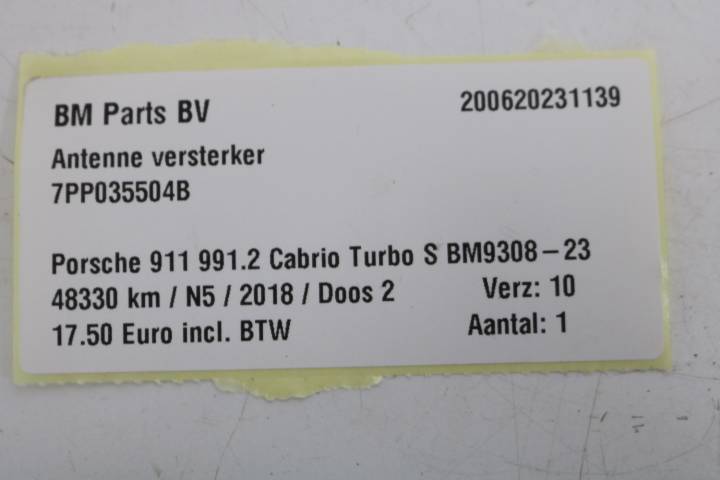 BM Parts BV 200620231139
Antenne versterker
7PP035504B
Porsche 911 991.2 Cabrio Turbo S BM9308-23
48330 km / N5 / 2018 / Doos 2 Verz: 10
17.50 Euro incl. BTW Aantal: 1